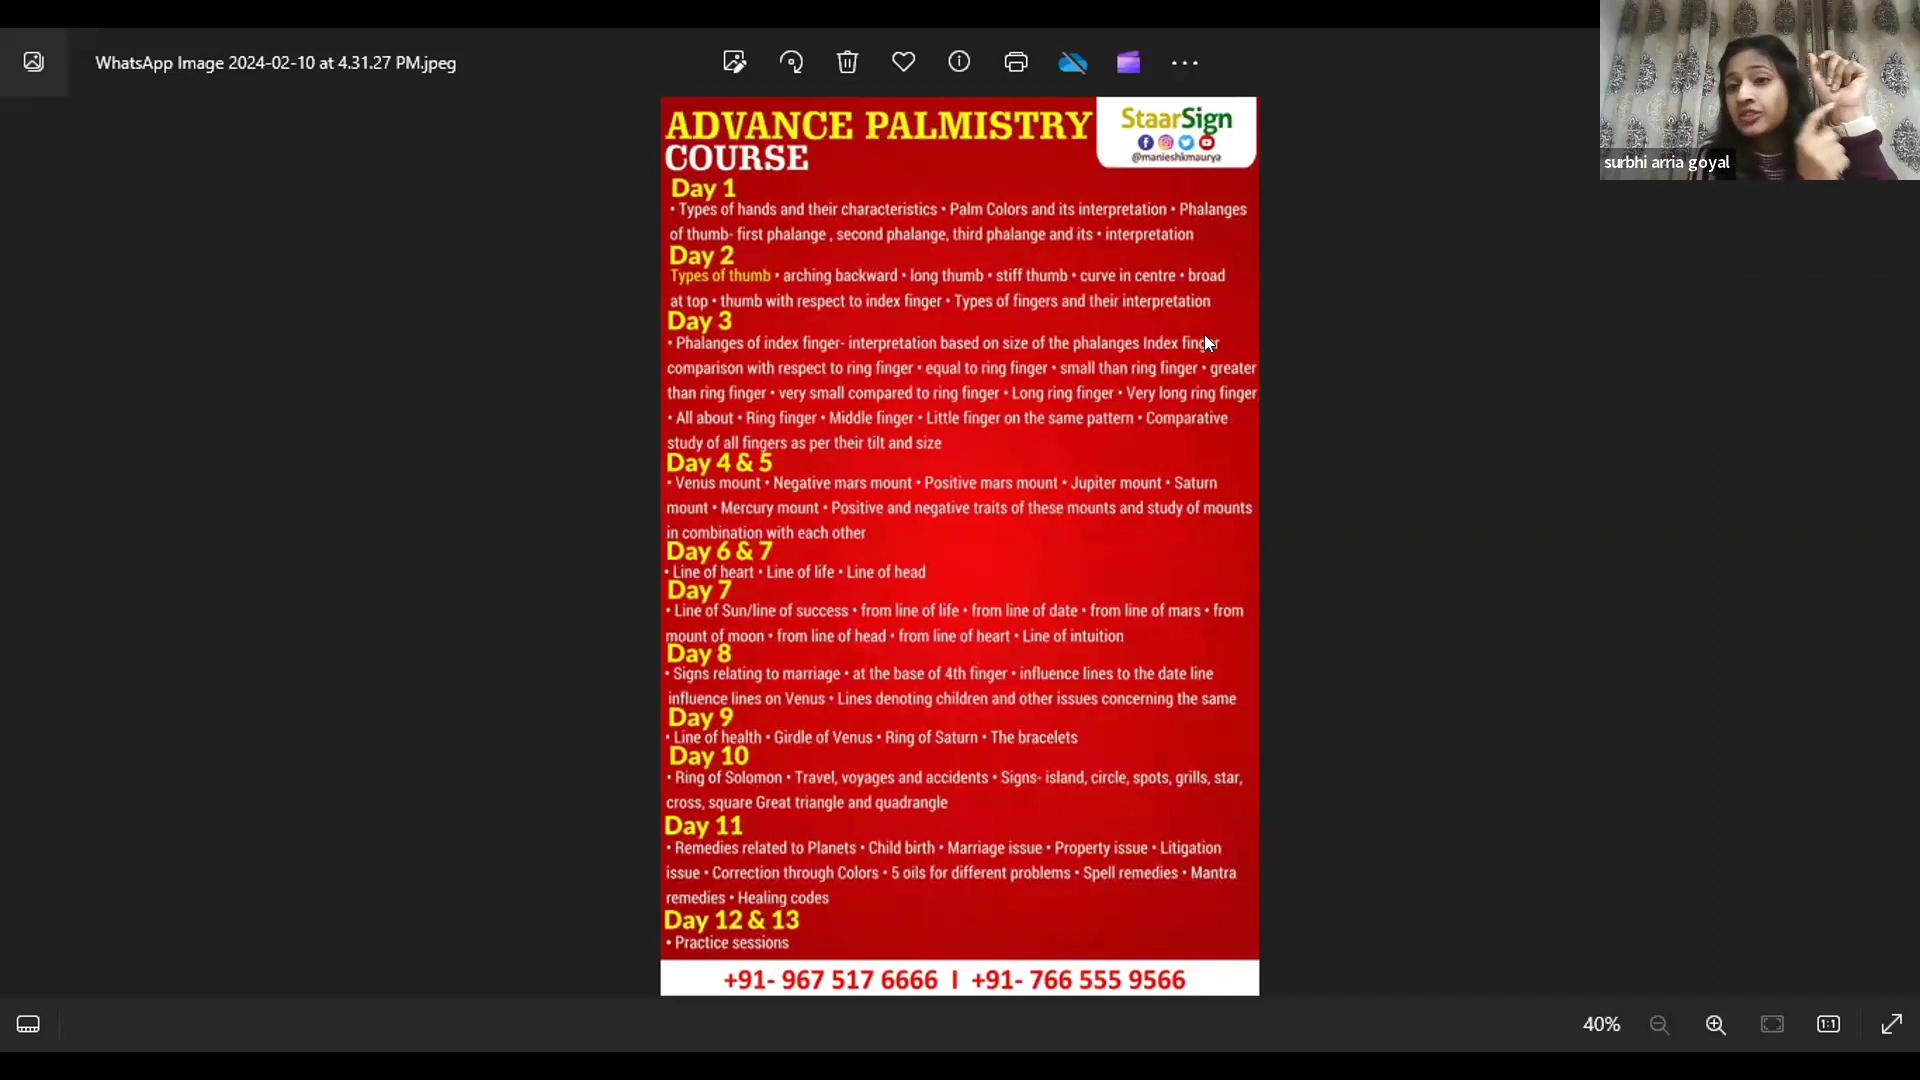 WhatsApp Image 2024-02-10 at 4.31.27 PM.jpeg
surbhi arria goyal
ADVANCE PALMISTRY
COURSE
StaarSign
@manieshkmaurya
Day 1
• Types of hands and their characteristics • Palm Colors and its interpretation • Phalanges
of thumb- first phalange , second phalange, third phalange and its • interpretation
Day 2
Types of thumb • arching backward • long thumb • stiff thumb • curve in centre • broad
at top • thumb with respect to index finger • Types of fingers and their interpretation
Day 3
• Phalanges of index finger- interpretation based on size of the phalanges Index finger
comparison with respect to ring finger • equal to ring finger • small than ring finger • greater
than ring finger • very small compared to ring finger • Long ring finger • Very long ring finger
• All about • Ring finger • Middle finger • Little finger on the same pattern • Comparative
study of all fingers as per their tilt and size
Day 4 & 5
• Venus mount • Negative mars mount • Positive mars mount • Jupiter mount • Saturn
mount • Mercury mount • Positive and negative traits of these mounts and study of mounts
in combination with each other
Day 6 & 7
• Line of heart • Line of life • Line of head
Day 7
• Line of Sun/line of success • from line of life • from line of date • from line of mars • from
mount of moon • from line of head • from line of heart • Line of intuition
Day 8
• Signs relating to marriage • at the base of 4th finger • influence lines to the date line
influence lines on Venus • Lines denoting children and other issues concerning the same
Day 9
• Line of health • Girdle of Venus • Ring of Saturn • The bracelets
Day 10
• Ring of Solomon • Travel, voyages and accidents • Signs- island, circle, spots, grills, star,
cross, square Great triangle and quadrangle
Day 11
• Remedies related to Planets • Child birth • Marriage issue • Property issue • Litigation
issue • Correction through Colors • 5 oils for different problems • Spell remedies • Mantra
remedies • Healing codes
Day 12 & 13
• Practice sessions
+91- 967 517 6666 I +91- 766 555 9566
40%
1:1